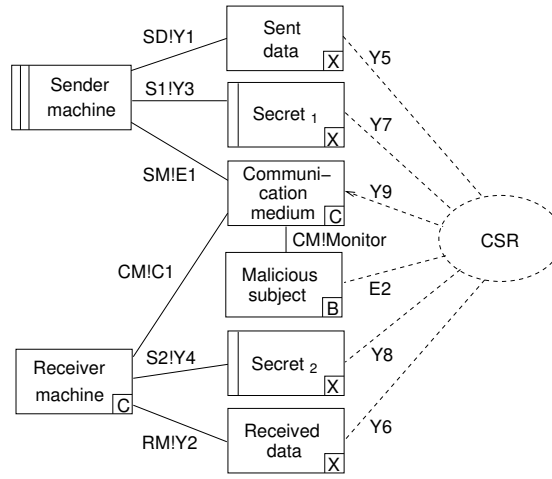 SD!Y1
Sent
data
X
Y5
Sender
machine
S1!Y3
Secret 1
X
Y7
SM!E1
Communi–
cation
medium
C
Y9
CM!Monitor
CSR
CM!C1
Malicious
subject
B
E2
Receiver
machine
C
S2!Y4
Secret 2
X
Y8
RM!Y2
Received
data
X
Y6